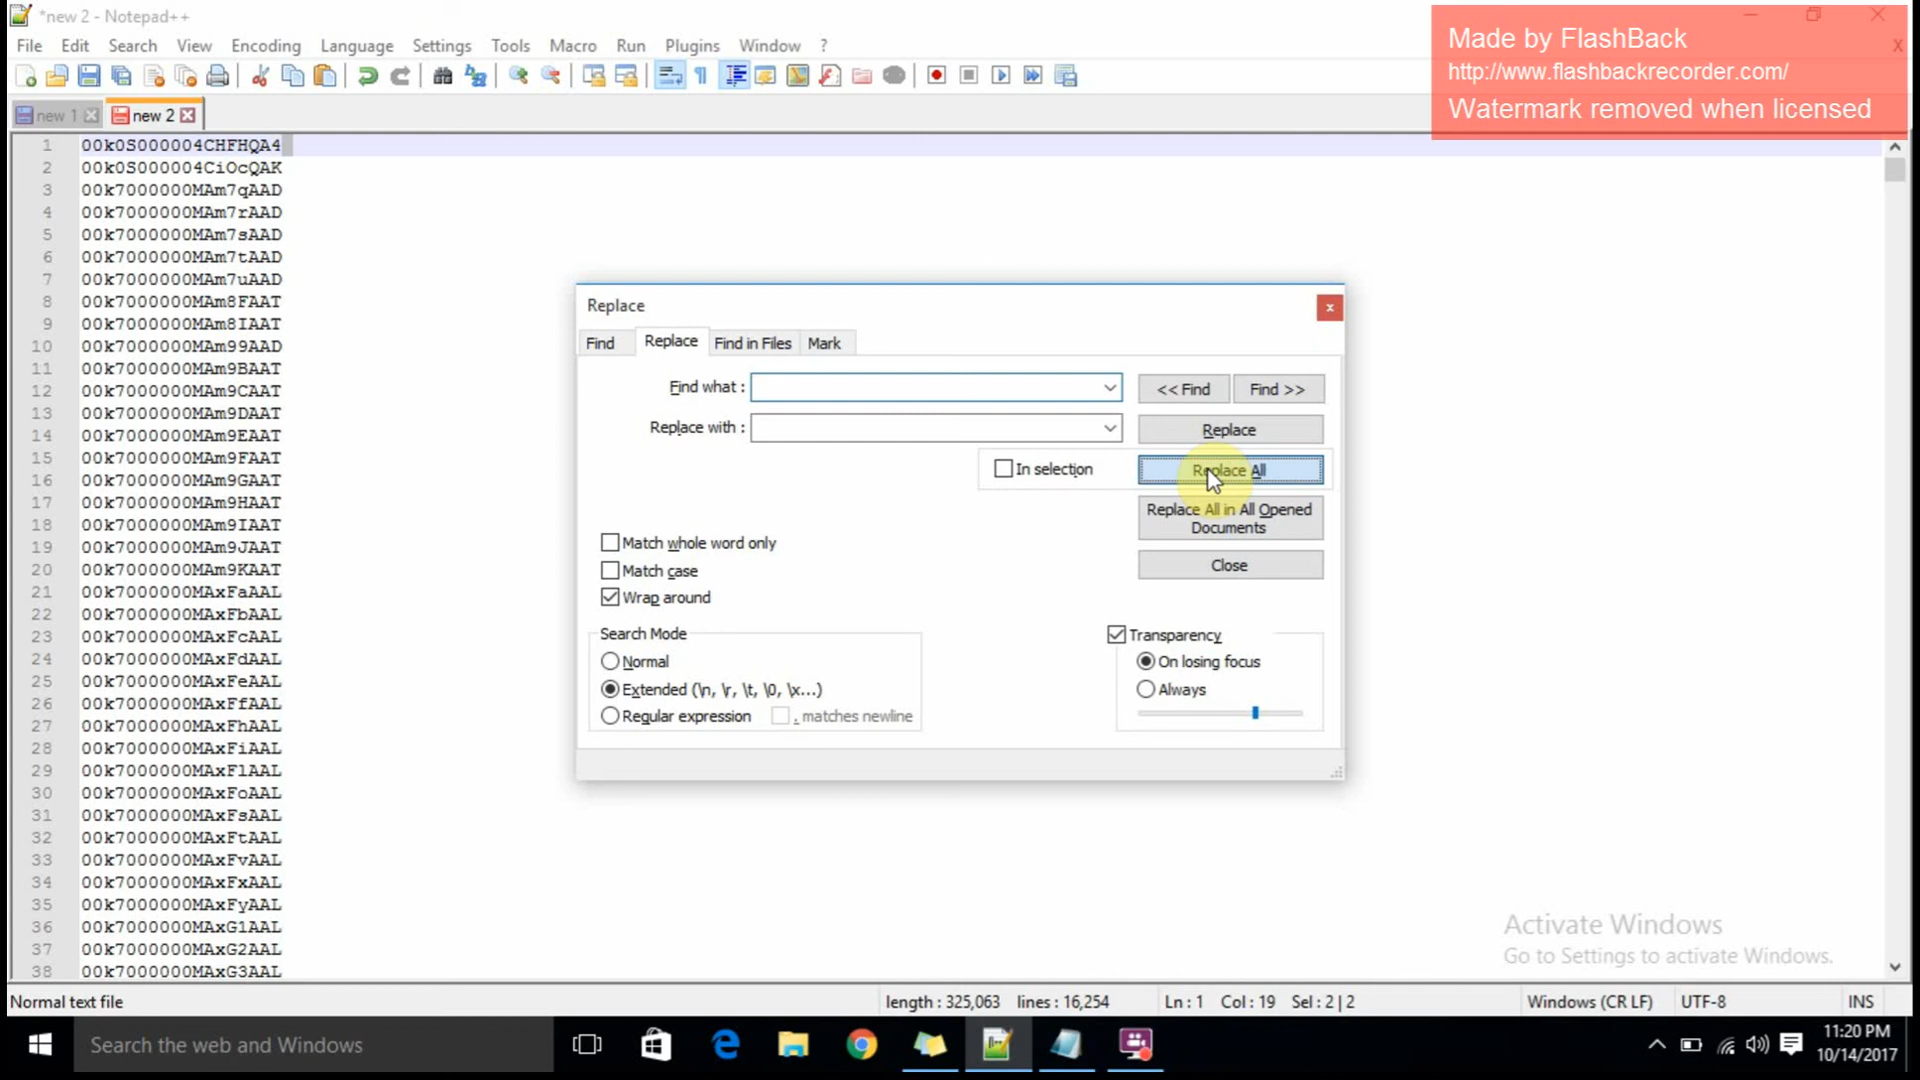 *new 2 - Notepad++
Made by FlashBack
http://www.flashbackrecorder.com/
Watermark removed when licensed
File Edit Search View Encoding Language Settings Tools Macro Run Plugins Window ?
new 1 new 2
1 00k0S000004CHFHQA4
2 00k0S000004CiOcQAK
3 00k7000000MAm7qAAD
4 00k7000000MAm7rAAD
5 00k7000000MAm7sAAD
6 00k7000000MAm7tAAD
7 00k7000000MAm7uAAD
8 00k7000000MAm8FAAT
9 00k7000000MAm8IAAT
10 00k7000000MAm99AAD
11 00k7000000MAm9BAAT
12 00k7000000MAm9CAAT
13 00k7000000MAm9DAAT
14 00k7000000MAm9EAAT
15 00k7000000MAm9FAAT
16 00k7000000MAm9GAAT
17 00k7000000MAm9HAAT
18 00k7000000MAm9IAAT
19 00k7000000MAm9JAAT
20 00k7000000MAm9KAAT
21 00k7000000MAxFaAAL
22 00k7000000MAxFbAAL
23 00k7000000MAxFcAAL
24 00k7000000MAxFdAAL
25 00k7000000MAxFeAAL
26 00k7000000MAxFfAAL
27 00k7000000MAxFhAAL
28 00k7000000MAxFiAAL
29 00k7000000MAxFlAAL
30 00k7000000MAxFoAAL
31 00k7000000MAxFsAAL
32 00k7000000MAxFtAAL
33 00k7000000MAxFvAAL
34 00k7000000MAxFxAAL
35 00k7000000MAxFyAAL
36 00k7000000MAxG1AAL
37 00k7000000MAxG2AAL
38 00k7000000MAxG3AAL
Replace
Find Replace Find in Files Mark
Find what : << Find Find >>
Replace with : Replace
In selection Replace All
Replace All in All Opened
Documents
Match whole word only
Close
Match case
Wrap around
Search Mode
Transparency
Normal
On losing focus
Extended (\n, \r, \t, \0, \x...)
Always
Regular expression . matches newline
Activate Windows
Go to Settings to activate Windows.
Normal text file length : 325,063 lines : 16,254 Ln : 1 Col : 19 Sel : 2 | 2 Windows (CR LF) UTF-8 INS
Search the web and Windows
11:20 PM
10/14/2017